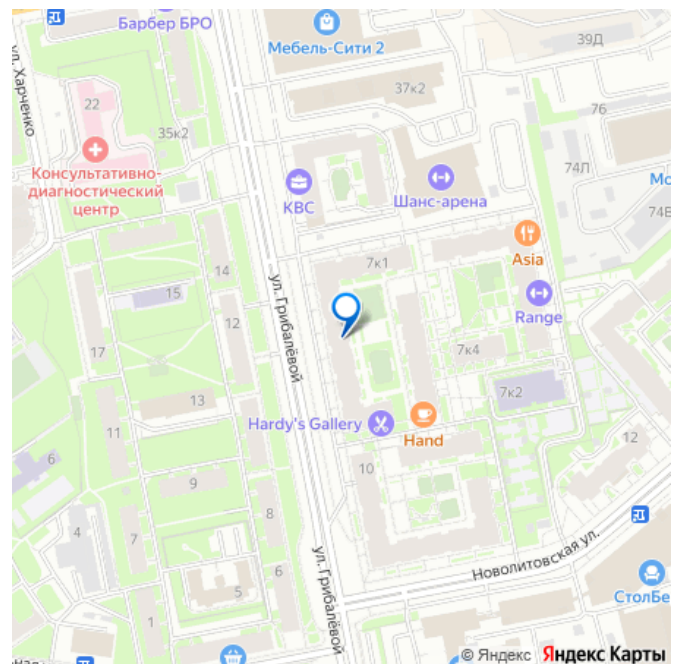 Барбер БРО
ул. Харченко
Мебель-Сити 2
39Д
22
37к2
76
35к2
74Л
Консультативно-
диагностический
центр
КВС
Шанс-арена
74В
7к1
Asia
14
15
ул. Грибалёвой
Range
12
17
7к4
13
7к2
Hardy's Gallery
Hand
11
12
6
10
9
8
4
7
Новолитовская ул.
ул. Грибалёвой
6
5
1
© Яндекс Яндекс Карты